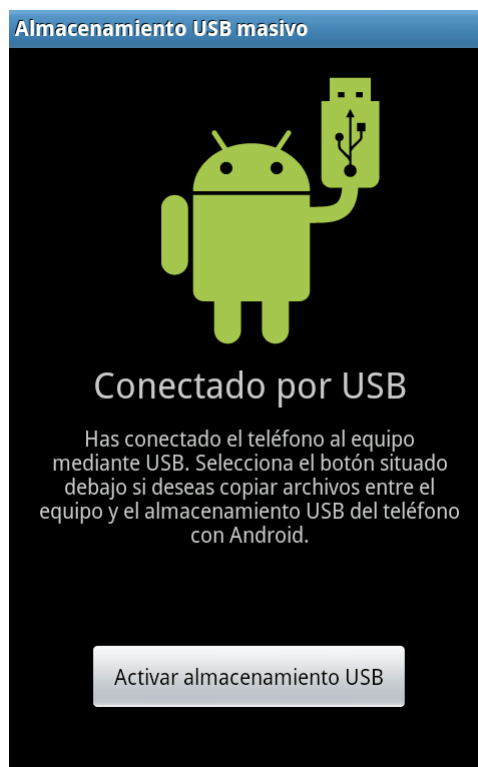 Almacenamiento USB masivo
Conectado por USB
Has conectado el teléfono al equipo
mediante USB. Selecciona el botón situado
debajo si deseas copiar archivos entre el
equipo y el almacenamiento USB del teléfono
con Android.
Activar almacenamiento USB